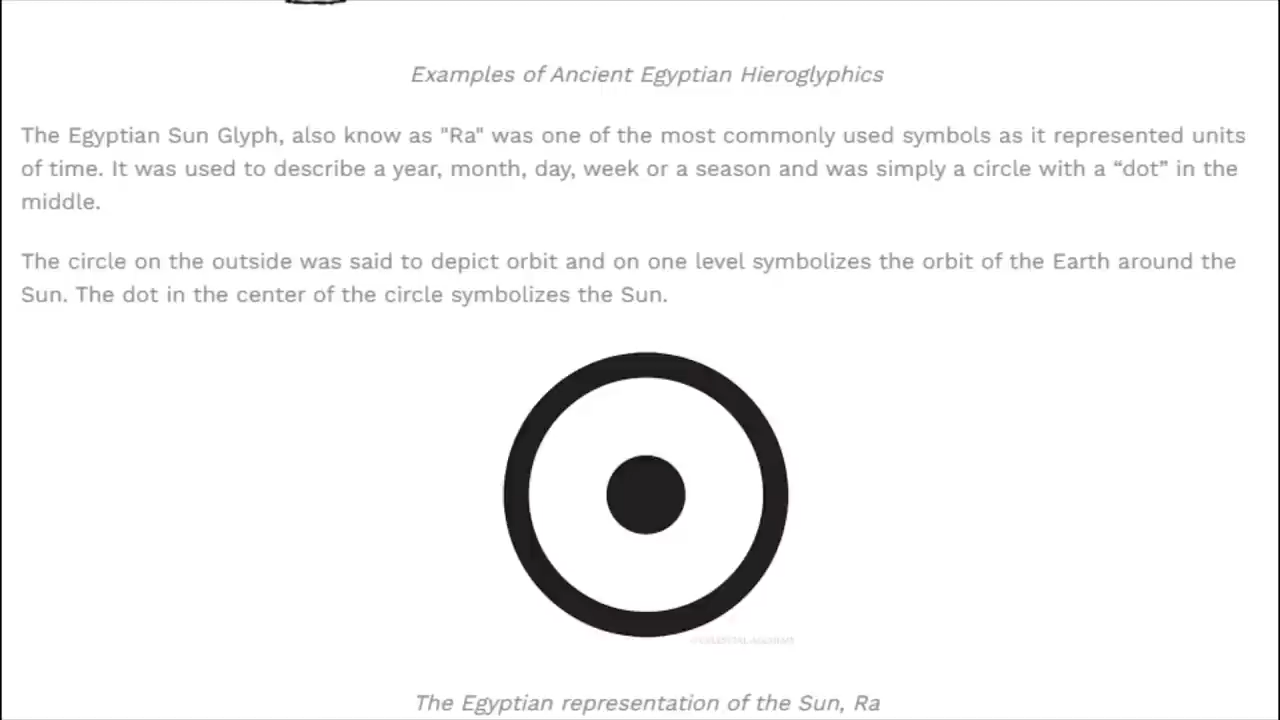 Examples of Ancient Egyptian Hieroglyphics
The Egyptian Sun Glyph, also know as "Ra" was one of the most commonly used symbols as it represented units
of time. It was used to describe a year, month, day, week or a season and was simply a circle with a “dot” in the
middle.
The circle on the outside was said to depict orbit and on one level symbolizes the orbit of the Earth around the
Sun. The dot in the center of the circle symbolizes the Sun.
The Egyptian representation of the Sun, Ra